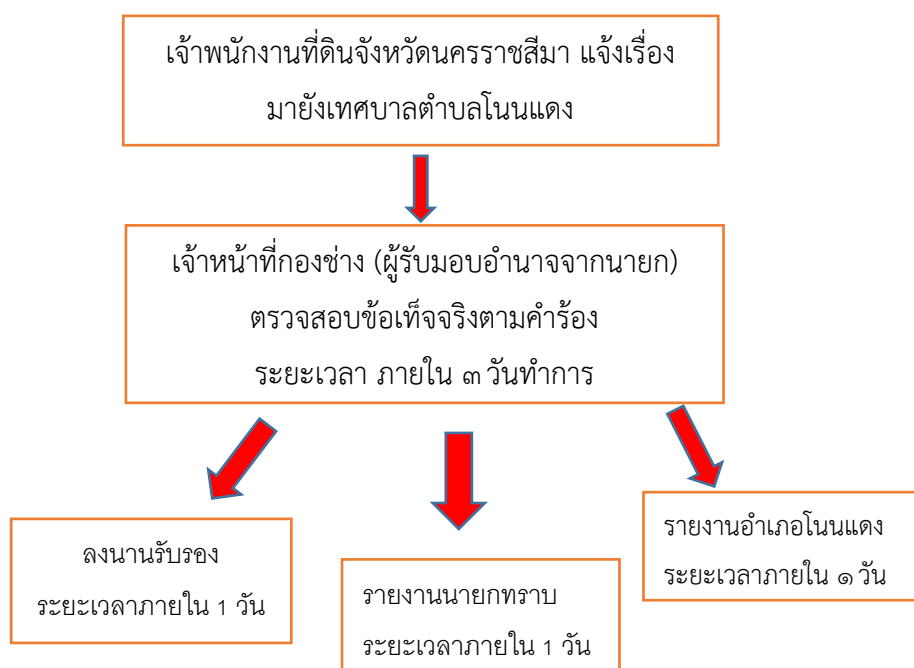 เจ้าพนักงานที่ดินจังหวัดนครราชสีมา แจ้งเรื่อง
มายังเทศบาลตำบลโนนแดง
เจ้าหน้าที่กองช่าง (ผู้รับมอบอำนาจจากนายก)
ตรวจสอบข้อเท็จจริงตามคำร้อง
ระยะเวลา ภายใน ๓ วันทำการ
ลงนานรับรอง
ระยะเวลาภายใน 1 วัน
รายงานนายกทราบ
ระยะเวลาภายใน 1 วัน
รายงานอำเภอโนนแดง
ระยะเวลาภายใน ๑ วัน